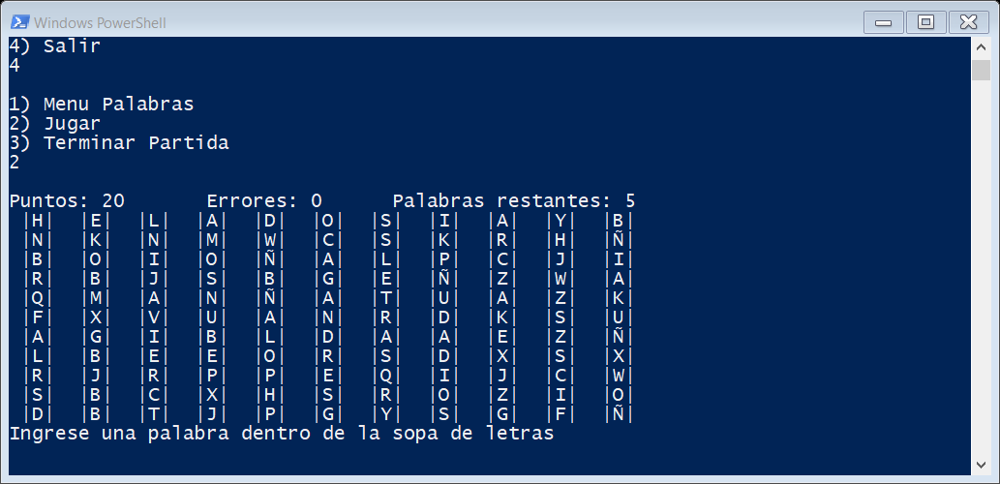 Windows PowerShell
4) Salir
4
1) Menu Palabras
2) Jugar
3) Terminar Partida
2
Puntos: 20 Errores: 0 Palabras restantes: 5
|H| |E| |L| |A| |D| |O| |S| |I| |A| |Y| |B|
|N| |K| |N| |M| |W| |C| |S| |K| |R| |H| |Ñ|
|B| |O| |I| |O| |Ñ| |A| |L| |P| |C| |J| |I|
|R| |B| |J| |S| |B| |G| |E| |Ñ| |Z| |W| |A|
|Q| |M| |A| |N| |Ñ| |A| |T| |U| |A| |Z| |K|
|F| |X| |V| |U| |A| |N| |R| |D| |K| |S| |U|
|A| |G| |I| |B| |L| |D| |A| |A| |E| |Z| |Ñ|
|L| |B| |E| |E| |O| |R| |S| |D| |X| |S| |X|
|R| |J| |R| |P| |P| |E| |Q| |I| |J| |C| |W|
|S| |B| |C| |X| |H| |S| |R| |O| |Z| |I| |O|
|D| |B| |T| |J| |P| |G| |Y| |S| |G| |F| |Ñ|
Ingrese una palabra dentro de la sopa de letras